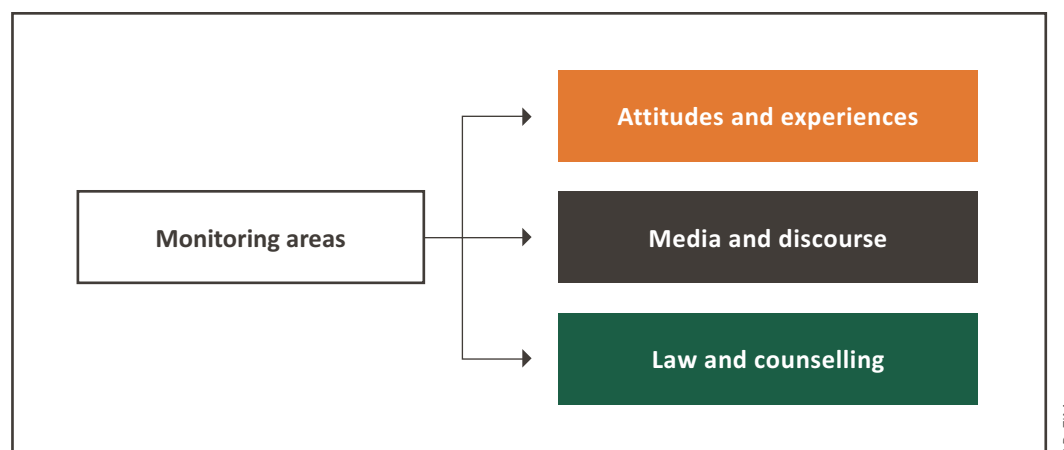 Attitudes and experiences
Monitoring areas
Media and discourse
Law and counselling